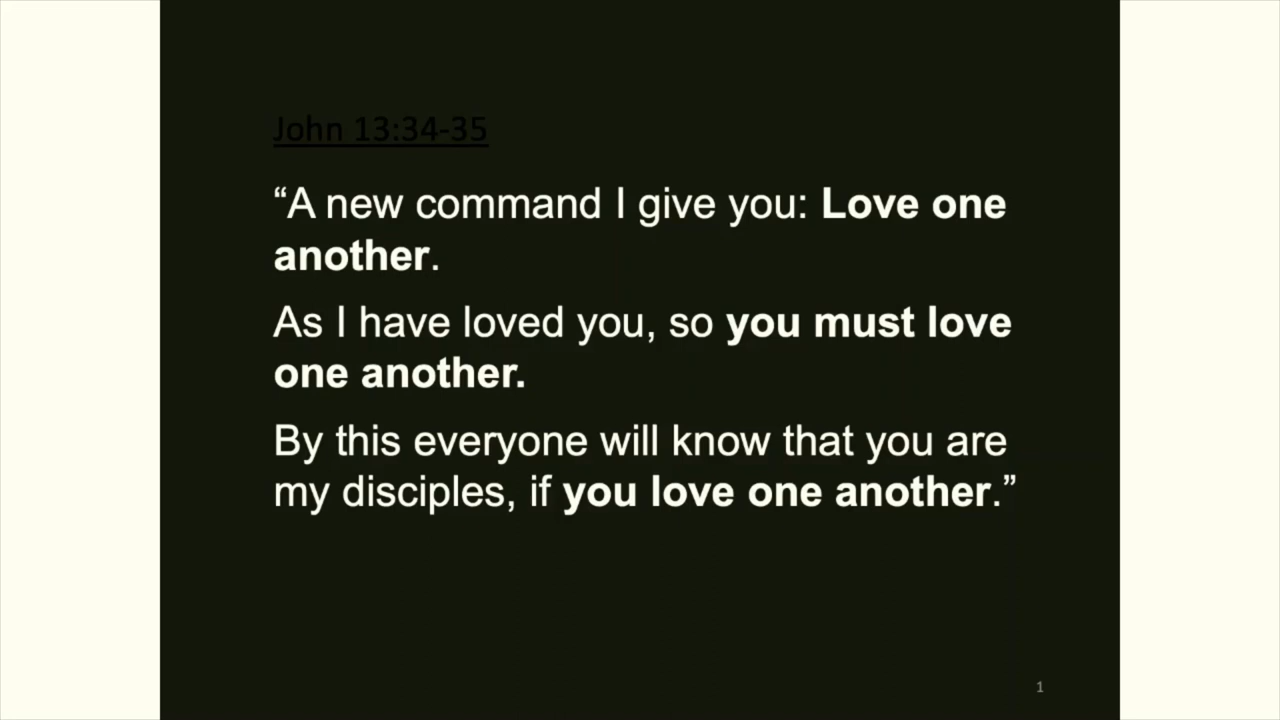 John 13:34-35
“A new command I give you: Love one
another.
As I have loved you, so you must love
one another.
By this everyone will know that you are
my disciples, if you love one another.”
1